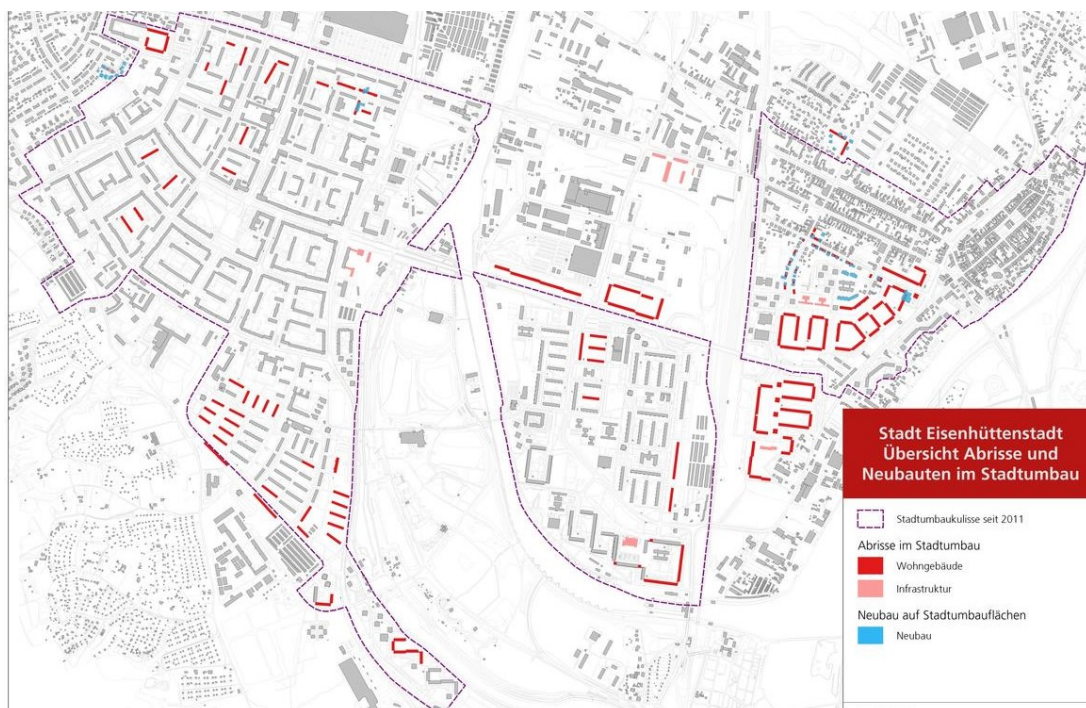 Stadt Eisenhüttenstadt
Übersicht Abrisse und
Neubauten im Stadtumbau
Stadtumbaukulisse seit 2011
Abrisse im Stadtumbau
Wohngebäude
Infrastruktur
Neubau auf Stadtumbauflächen
Neubau